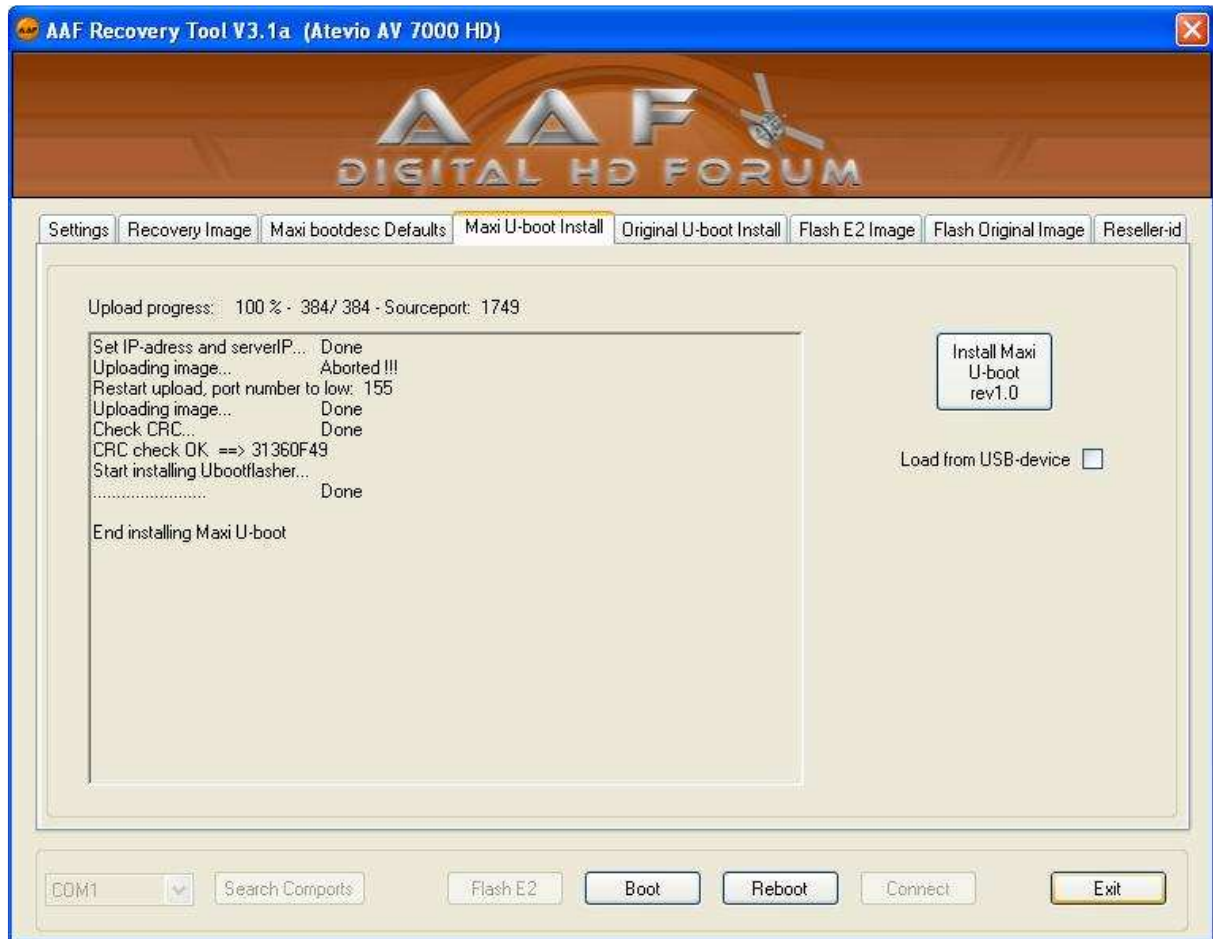 AAF Recovery Tool V3.1a (Atevio AV 7000 HD)
AAF
DIGITAL HD FORUM
Settings Recovery Image Maxi bootdesc Defaults Maxi U-boot Install Original U-boot Install Flash E2 Image Flash Original Image Reseller-id
Upload progress: 100 % - 384/ 384 - Sourceport: 1749
Set IP-adress and serverIP... Done
Uploading image... Aborted !!!
Restart upload, port number to low: 155
Uploading image... Done
Check CRC... Done
CRC check OK ==> 31360F49
Start installing Ubootflasher...
......................... Done
End installing Maxi U-boot
Install Maxi
U-boot
rev1.0
Load from USB-device
COM1 Search Comports Flash E2 Boot Reboot Connect Exit